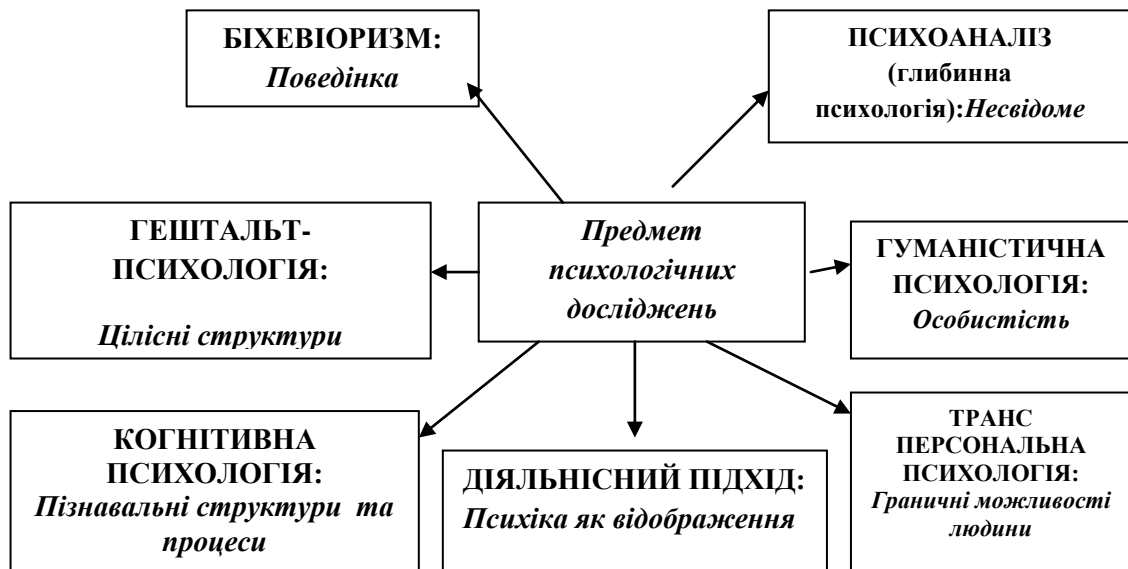 БІХЕВІОРИЗМ:
Поведінка
ПСИХОАНАЛІЗ
(глибинна
психологія):Несвідоме
ГЕШТАЛЬТ-
ПСИХОЛОГІЯ:
Цілісні структури
Предмет
психологічних
досліджень
ГУМАНІСТИЧНА
ПСИХОЛОГІЯ:
Особистість
КОГНІТИВНА
ПСИХОЛОГІЯ:
Пізнавальні структури та
процеси
ДІЯЛЬНІСНИЙ ПІДХІД:
Психіка як відображення
ТРАНС
ПЕРСОНАЛЬНА
ПСИХОЛОГІЯ:
Граничні можливості
людини